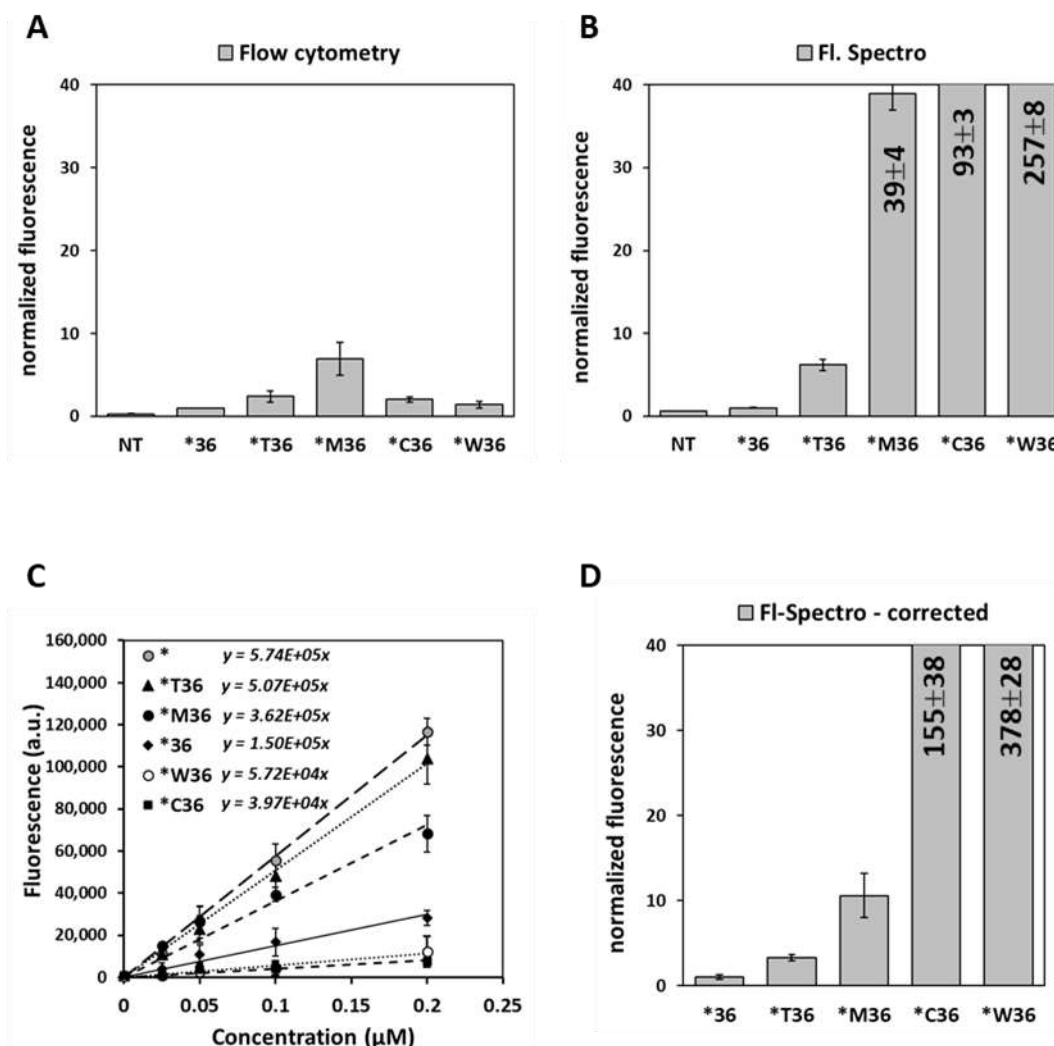 A
Flow cytometry
normalized fluorescence
40
30
20
10
0
NT *36 *T36 *M36 *C36 *W36
B
Fl. Spectro
normalized fluorescence
40
30
20
10
0
39±4
93±3
257±8
NT *36 *T36 *M36 *C36 *W36
C
Fluorescence (a.u.)
160,000
140,000
120,000
100,000
80,000
60,000
40,000
20,000
0
* y = 5.74E+05x
*T36 y = 5.07E+05x
*M36 y = 3.62E+05x
*36 y = 1.50E+05x
*W36 y = 5.72E+04x
*C36 y = 3.97E+04x
0 0.05 0.1 0.15 0.2 0.25
Concentration (µM)
D
Fl-Spectro - corrected
normalized fluorescence
40
30
20
10
0
155±38
378±28
*36 *T36 *M36 *C36 *W36